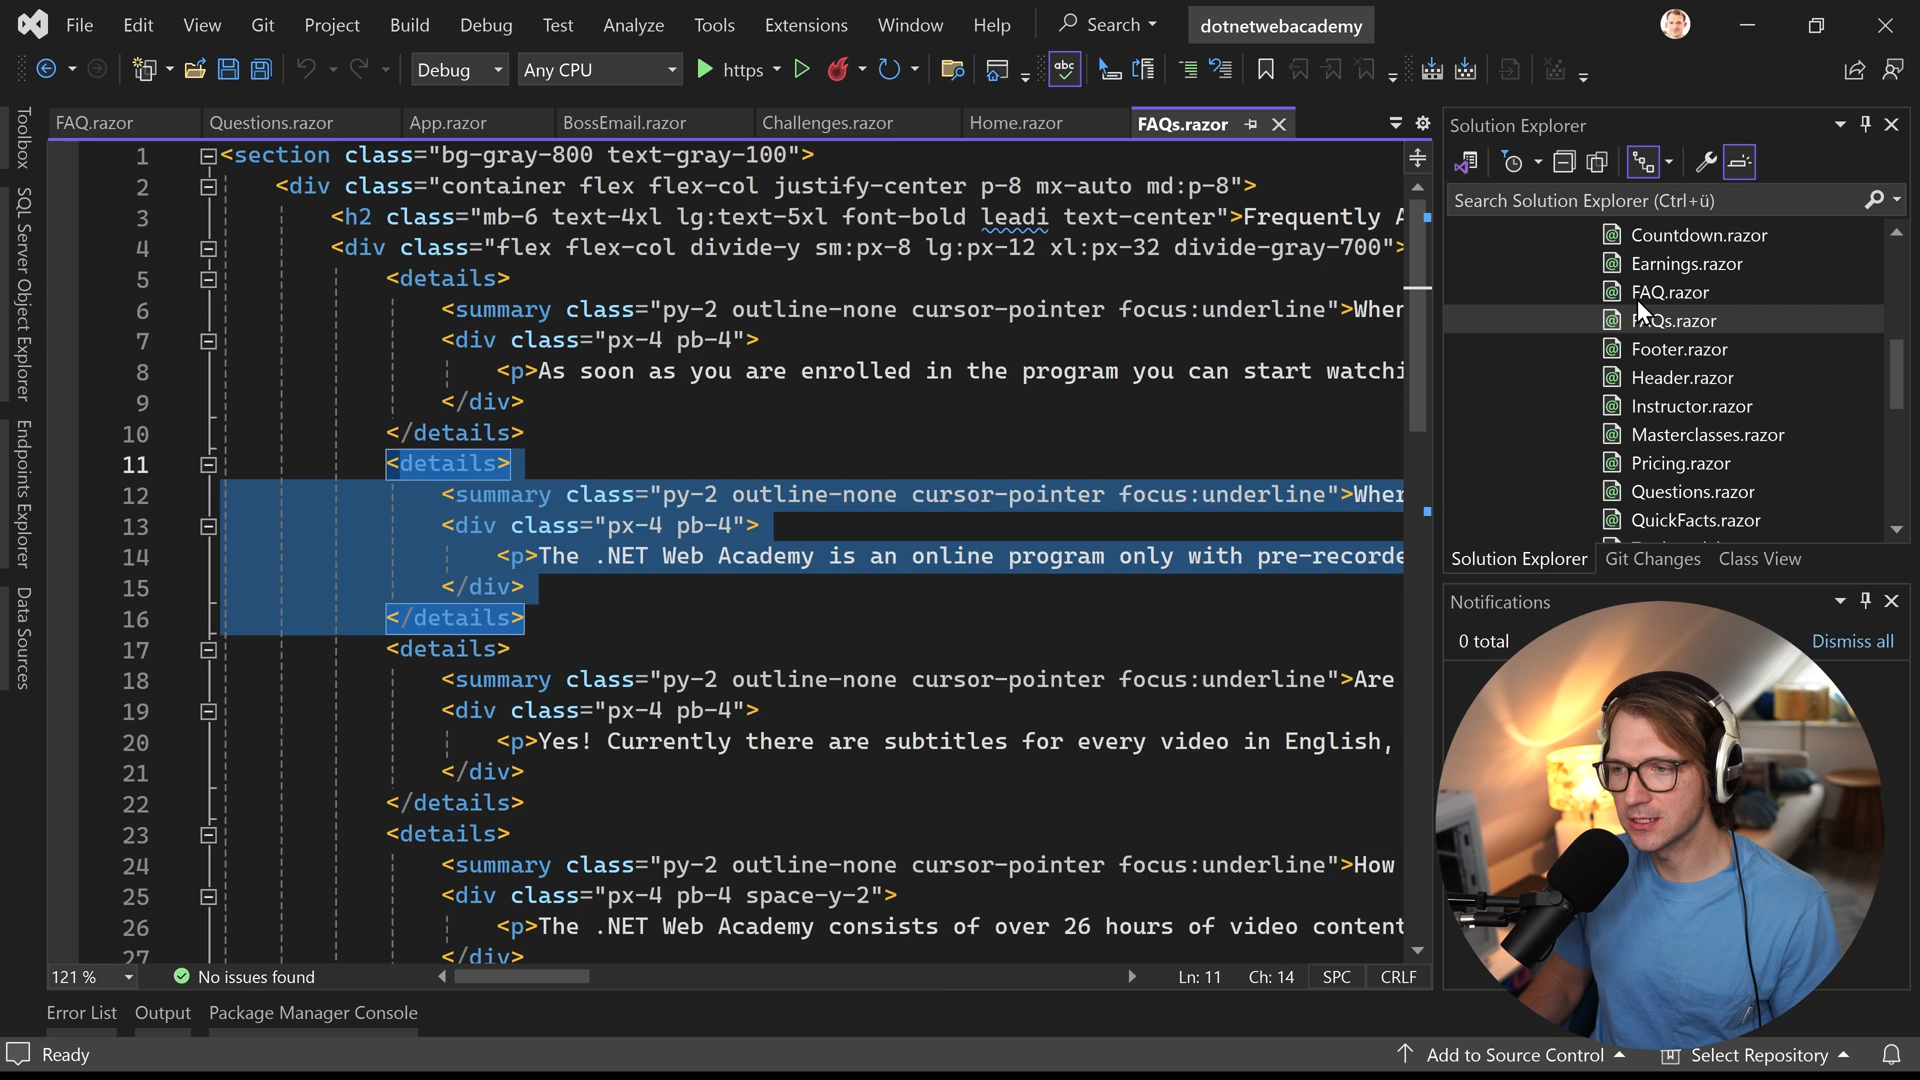 File Edit View Git Project Build Debug Test Analyze Tools Extensions Window Help Search dotnetwebacademy
Debug Any CPU https abc
FAQ.razor Questions.razor App.razor BossEmail.razor Challenges.razor Home.razor FAQs.razor
Toolbox
SQL Server Object Explorer
Endpoints Explorer
Data Sources
1 <section class="bg-gray-800 text-gray-100">
2 <div class="container flex flex-col justify-center p-8 mx-auto md:p-8">
3 <h2 class="mb-6 text-4xl lg:text-5xl font-bold leadi text-center">Frequently A
4 <div class="flex flex-col divide-y sm:px-8 lg:px-12 xl:px-32 divide-gray-700">
5 <details>
6 <summary class="py-2 outline-none cursor-pointer focus:underline">Wher
7 <div class="px-4 pb-4">
8 <p>As soon as you are enrolled in the program you can start watchi
9 </div>
10 </details>
11 <details>
12 <summary class="py-2 outline-none cursor-pointer focus:underline">Wher
13 <div class="px-4 pb-4">
14 <p>The .NET Web Academy is an online program only with pre-recorde
15 </div>
16 </details>
17 <details>
18 <summary class="py-2 outline-none cursor-pointer focus:underline">Are
19 <div class="px-4 pb-4">
20 <p>Yes! Currently there are subtitles for every video in English,
21 </div>
22 </details>
23 <details>
24 <summary class="py-2 outline-none cursor-pointer focus:underline">How
25 <div class="px-4 pb-4 space-y-2">
26 <p>The .NET Web Academy consists of over 26 hours of video content
27 </div>
121 % No issues found Ln: 11 Ch: 14 SPC CRLF
Error List Output Package Manager Console
Solution Explorer
Search Solution Explorer (Ctrl+ü)
Countdown.razor
Earnings.razor
FAQ.razor
FAQs.razor
Footer.razor
Header.razor
Instructor.razor
Masterclasses.razor
Pricing.razor
Questions.razor
QuickFacts.razor
Solution Explorer Git Changes Class View
Notifications
0 total Dismiss all
Ready Add to Source Control Select Repository